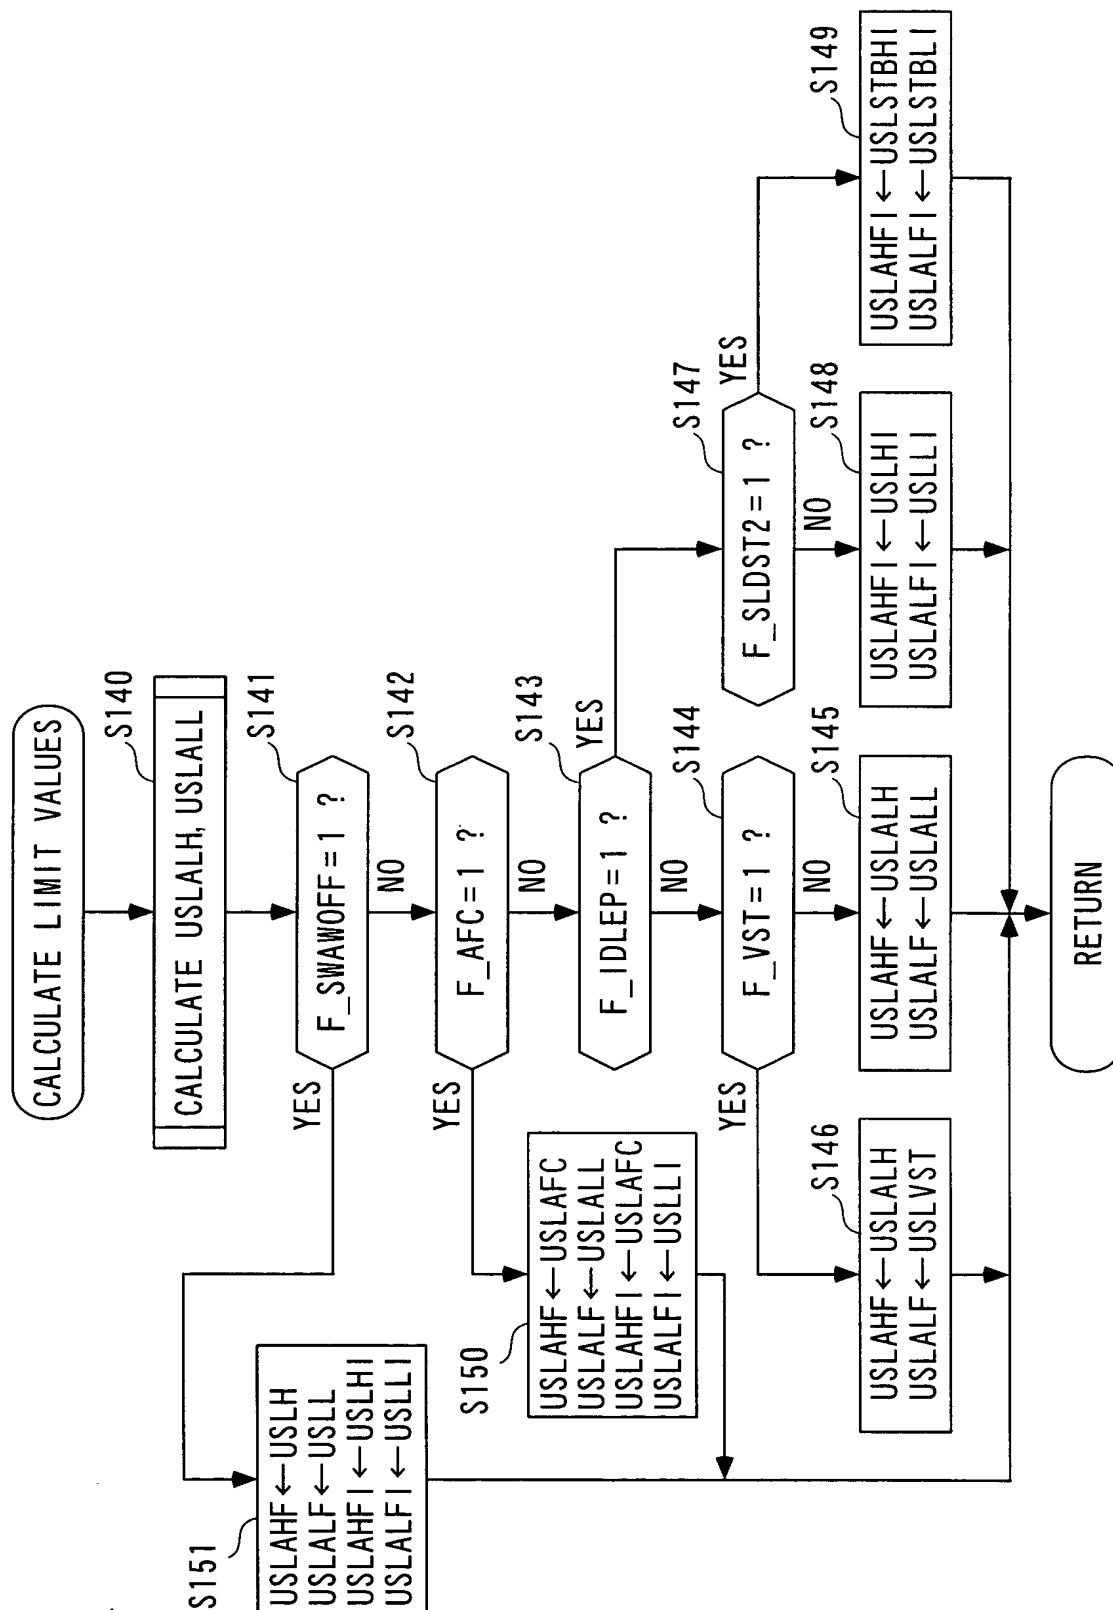 CALCULATE LIMIT VALUES
S140
CALCULATE USLALH, USLALL
S141
F_SWAWOFF=1 ?
YES
NO
S142
F_AFC=1 ?
YES
NO
S143
F_IDLEP=1 ?
YES
NO
S144
F_VST=1 ?
YES
NO
S147
F_SLDST2=1 ?
YES
NO
S151
USLAHF←USLH
USLALF←USLL
USLAHFI←USLHI
USLALFI←USLLI
S150
USLAHF←USLAFC
USLALF←USLALL
USLAHFI←USLAFC
USLALFI←USLLI
S146
USLAHF←USLALH
USLALF←USLVST
S145
USLAHF←USLALH
USLALF←USLALL
S148
USLAHFI←USLHI
USLALFI←USLLI
S149
USLAHFI←USLSTBHI
USLALFI←USLSTBLI
RETURN